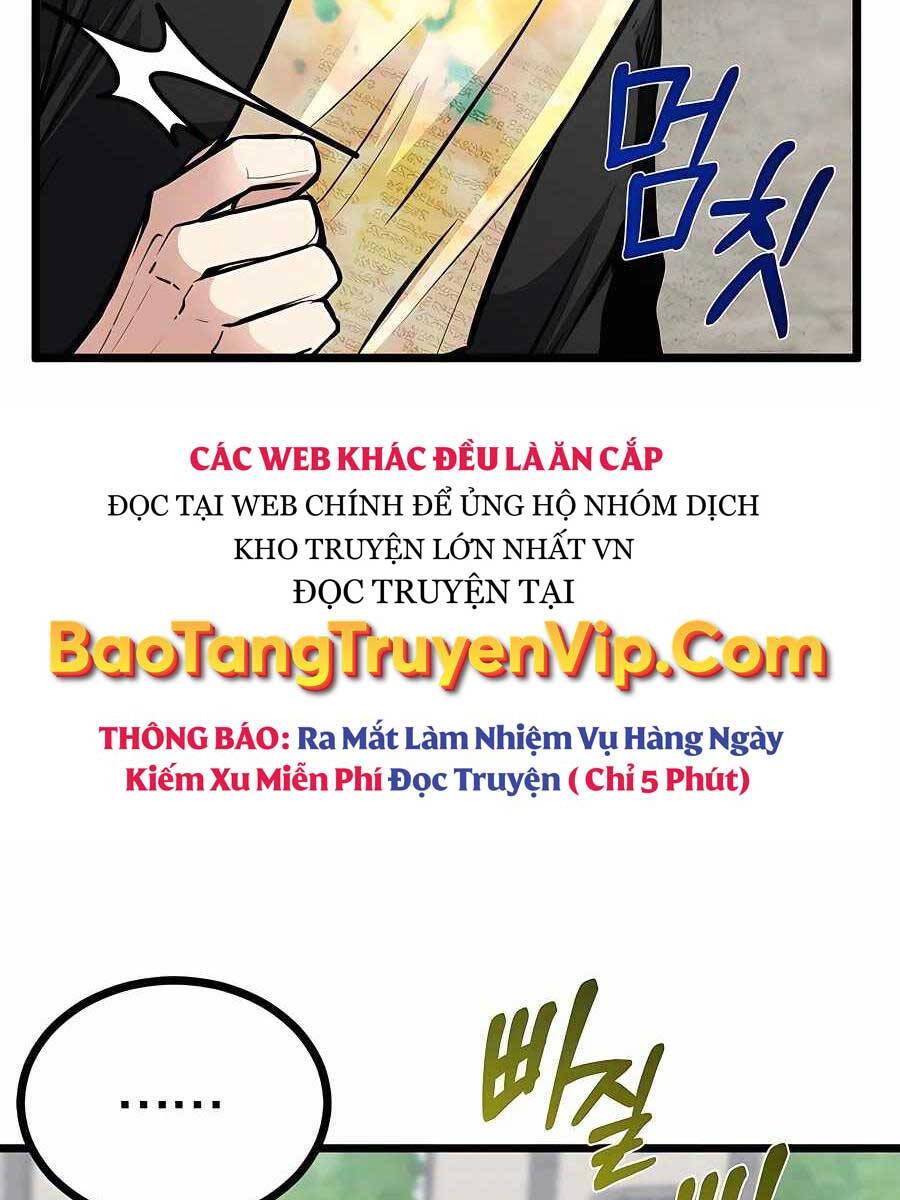 멈칫
CÁC WEB KHÁC ĐỀU LÀ ĂN CẮP
ĐỌC TẠI WEB CHÍNH ĐỂ ỦNG HỘ NHÓM DỊCH
KHO TRUYỆN LỚN NHẤT VN
ĐỌC TRUYỆN TẠI
BaoTangTruyenVip.Com
THÔNG BÁO: Ra Mắt Làm Nhiệm Vụ Hàng Ngày
Kiếm Xu Miễn Phí Đọc Truyện ( Chỉ 5 Phút)
......
삐질